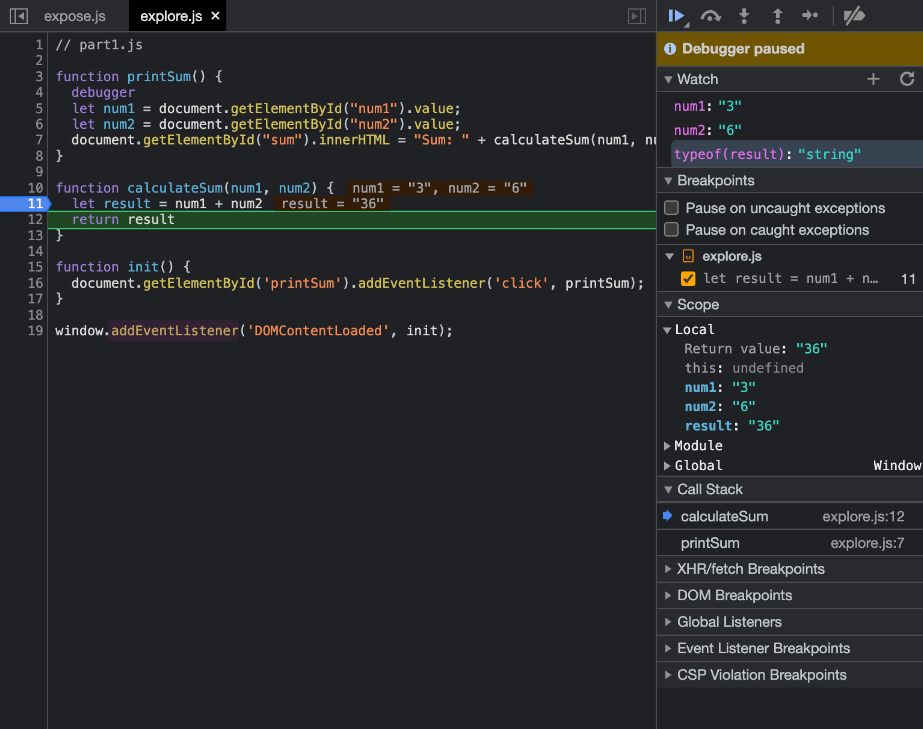 expose.js explore.js ×
1 // part1.js
2
3 function printSum() {
4 debugger
5 let num1 = document.getElementById("num1").value;
6 let num2 = document.getElementById("num2").value;
7 document.getElementById("sum").innerHTML = "Sum: " + calculateSum(num1, nu
8 }
9
10 function calculateSum(num1, num2) { num1 = "3", num2 = "6"
11 let result = num1 + num2 result = "36"
12 return result
13 }
14
15 function init() {
16 document.getElementById('printSum').addEventListener('click', printSum);
17 }
18
19 window.addEventListener('DOMContentLoaded', init);
Debugger paused
Watch
num1: "3"
num2: "6"
typeof(result): "string"
Breakpoints
Pause on uncaught exceptions
Pause on caught exceptions
explore.js
let result = num1 + n… 11
Scope
Local
Return value: "36"
this: undefined
num1: "3"
num2: "6"
result: "36"
Module
Global Window
Call Stack
calculateSum explore.js:12
printSum explore.js:7
XHR/fetch Breakpoints
DOM Breakpoints
Global Listeners
Event Listener Breakpoints
CSP Violation Breakpoints